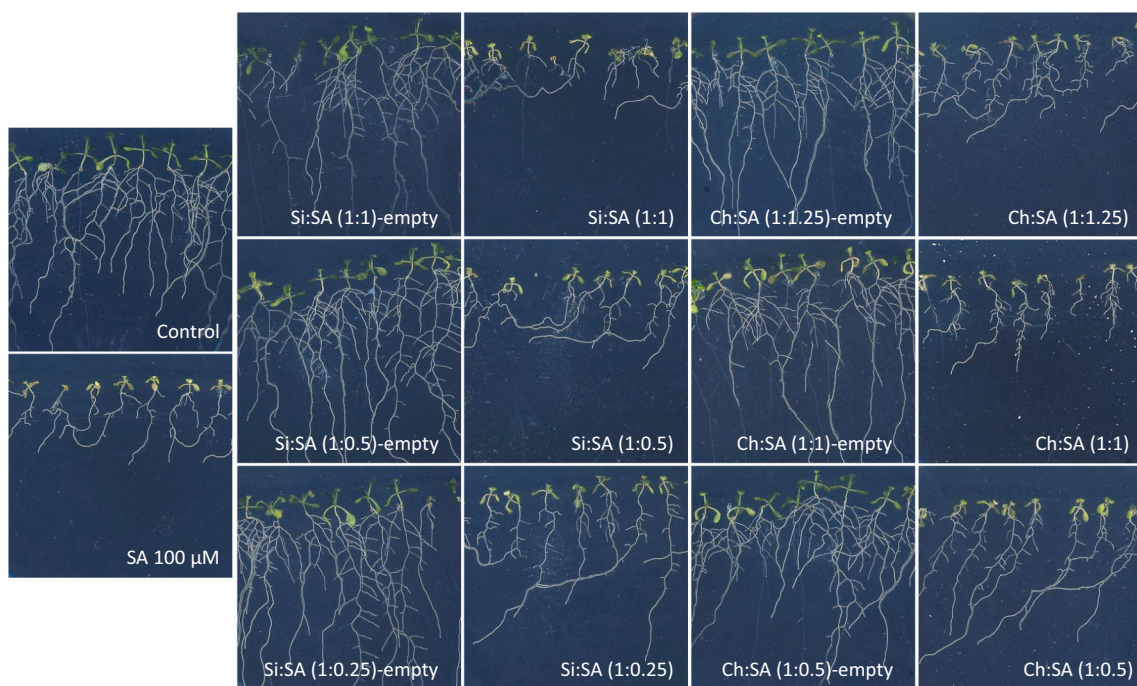 Control
SA 100 µM
Si:SA (1:1)-empty
Si:SA (1:1)
Ch:SA (1:1.25)-empty
Ch:SA (1:1.25)
Si:SA (1:0.5)-empty
Si:SA (1:0.5)
Ch:SA (1:1)-empty
Ch:SA (1:1)
Si:SA (1:0.25)-empty
Si:SA (1:0.25)
Ch:SA (1:0.5)-empty
Ch:SA (1:0.5)